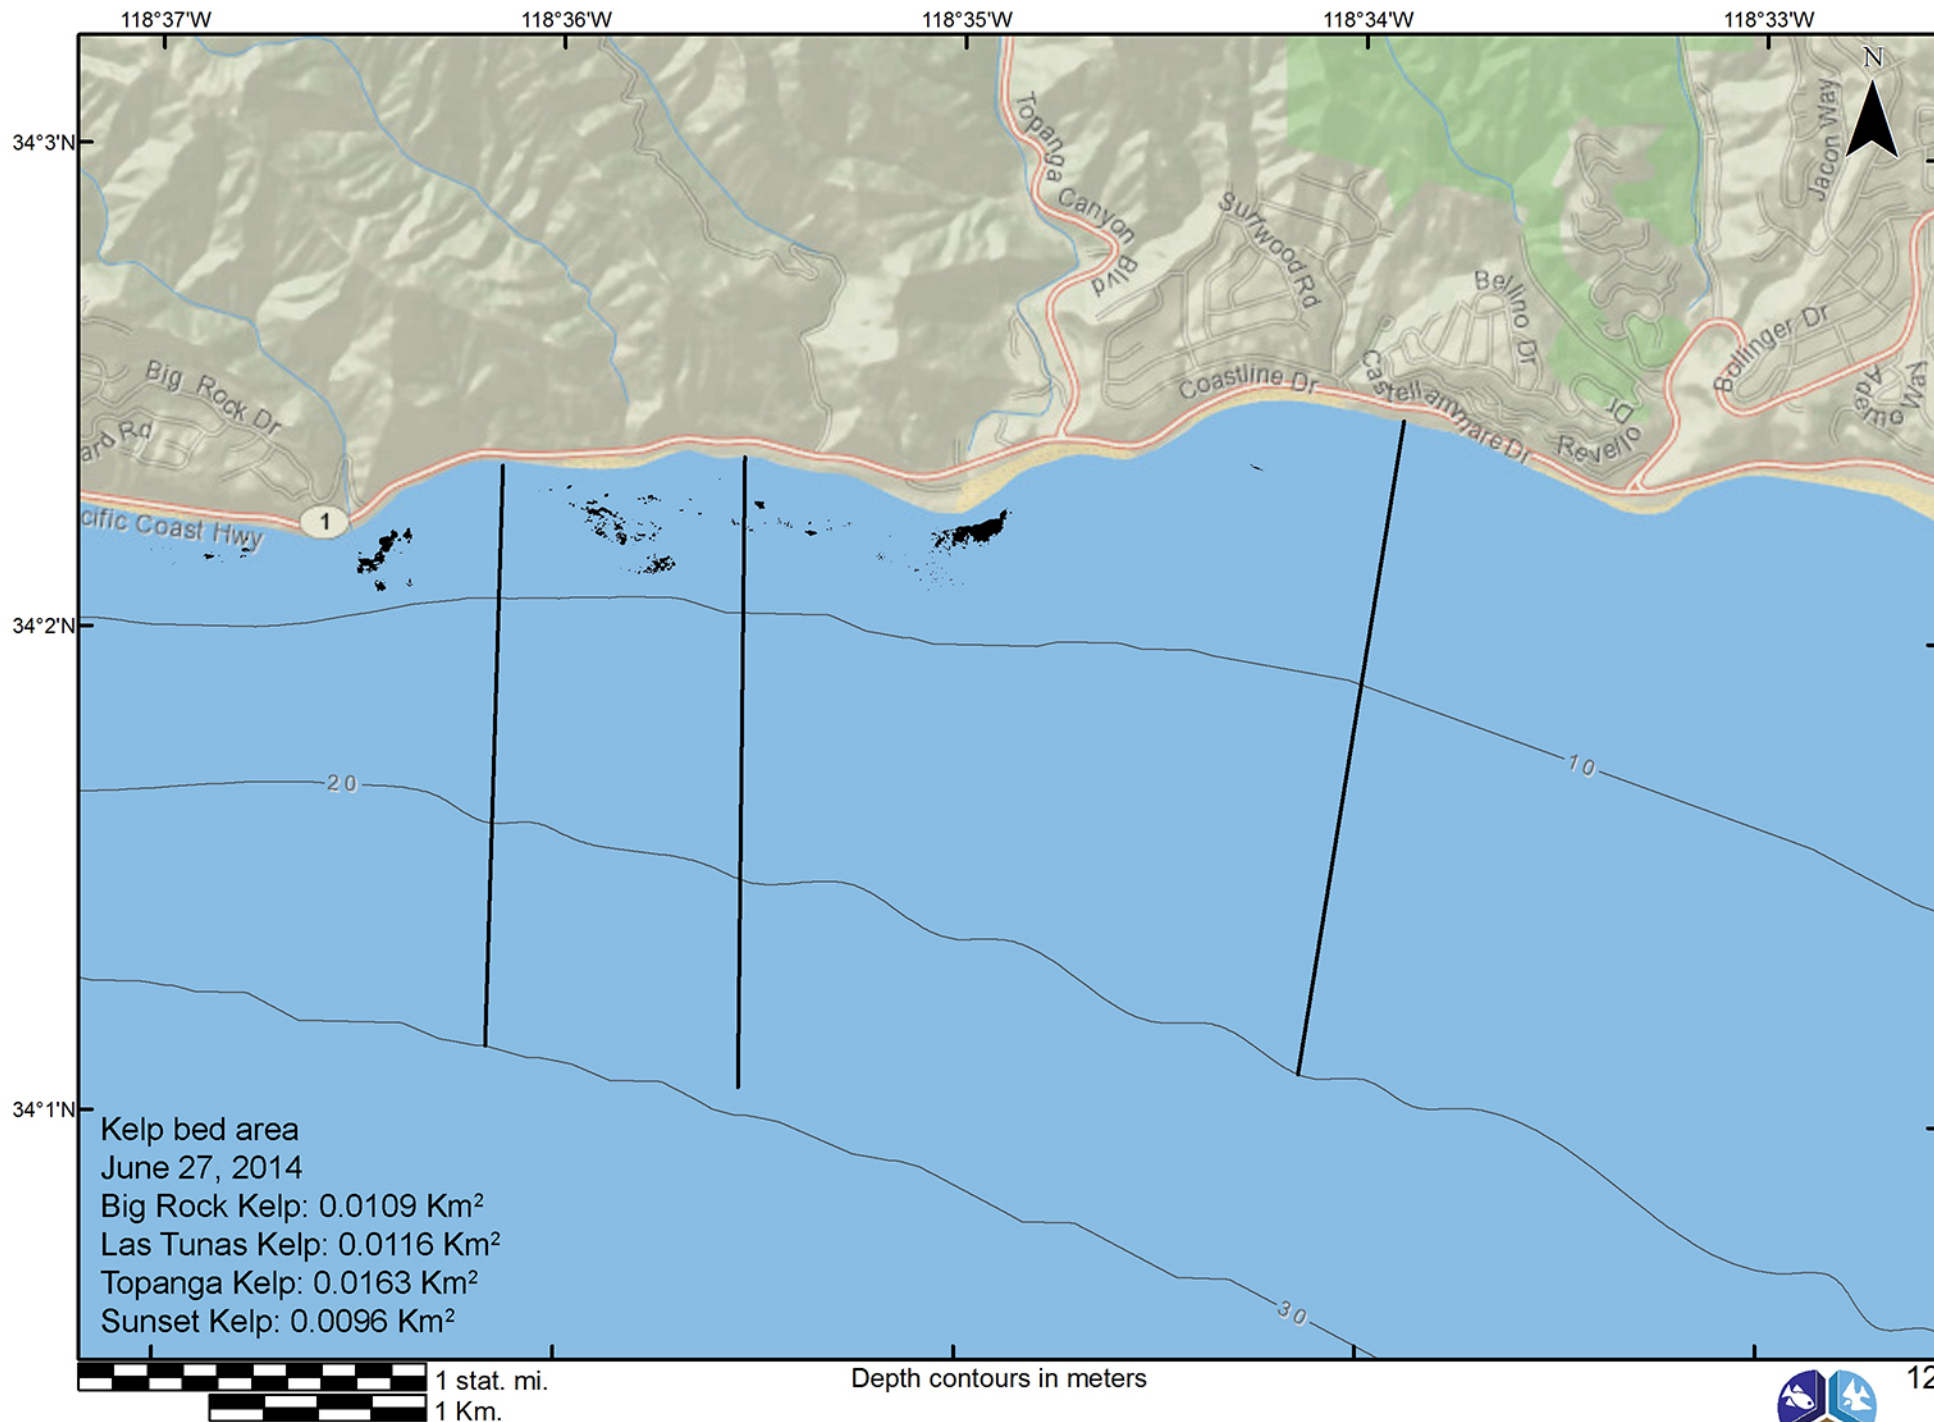 118°37'W
118°36'W
118°35'W
118°34'W
118°33'W
N
34°3'N
34°2'N
34°1'N
Topanga Canyon Blvd
Surfwood Rd
Jacon Way
Bellino Dr
Bollinger Dr
Coastline Dr
Castellammare Dr
Revello Dr
Way
Big Rock Dr
ard Rd
cific Coast Hwy
1
10
20
30
Kelp bed area
June 27, 2014
Big Rock Kelp: 0.0109 Km²
Las Tunas Kelp: 0.0116 Km²
Topanga Kelp: 0.0163 Km²
Sunset Kelp: 0.0096 Km²
1 stat. mi.
1 Km.
Depth contours in meters
12